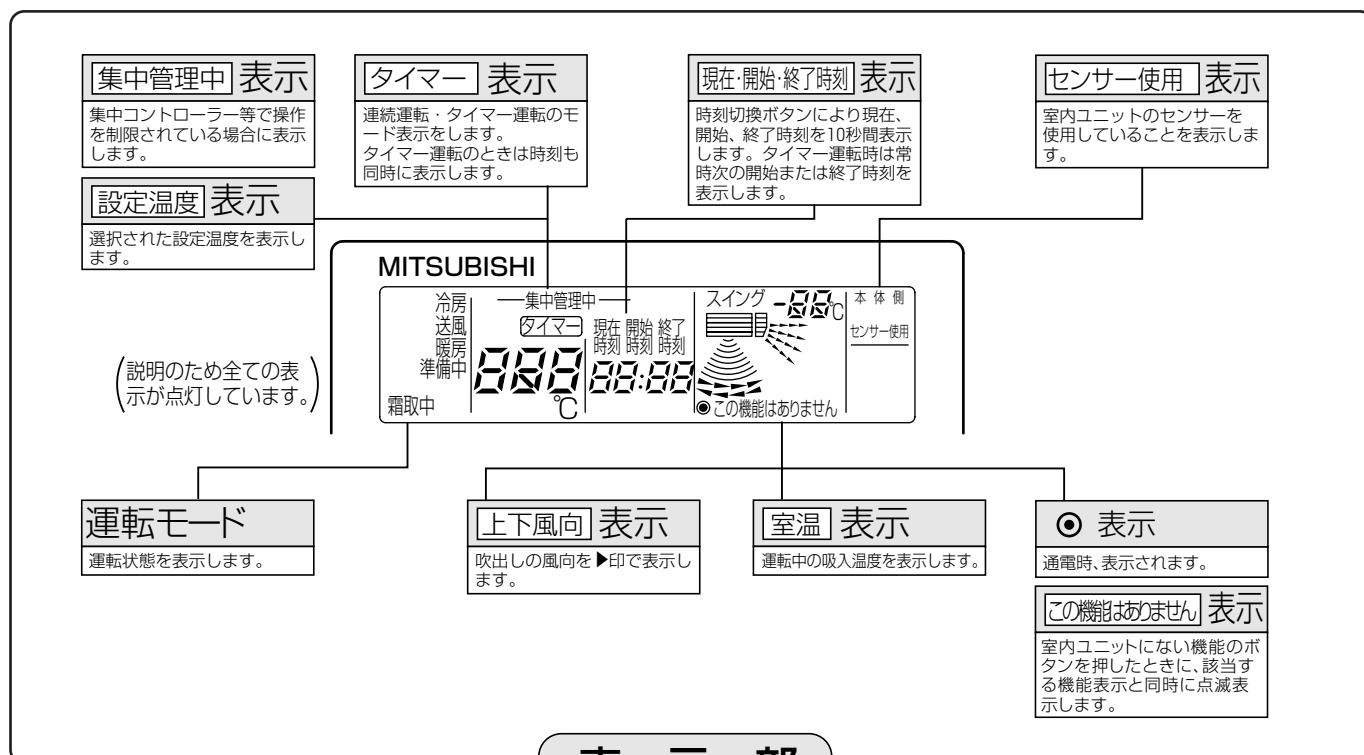 集中管理中 表示
集中コントローラー等で操作
を制限されている場合に表示
します。
タイマー 表示
連続運転・タイマー運転のモ
ード表示をします。
タイマー運転のときは時刻も
同時に表示します。
現在・開始・終了時刻 表示
時刻切換ボタンにより現在、
開始、終了時刻を10秒間表示
します。タイマー運転時は常
時次の開始または終了時刻を
表示します。
センサー使用 表示
室内ユニットのセンサーを
使用していることを表示しま
す。
設定温度 表示
選択された設定温度を表示し
ます。
MITSUBISHI
冷房
送風
暖房
準備中
霜取中
集中管理中
タイマー
888
℃
現在 開始 終了
時刻 時刻 時刻
88:88
スイング -88℃
◉この機能はありません
本体側
センサー使用
(説明のため全ての表
示が点灯しています。)
運転モード
運転状態を表示します。
上下風向 表示
吹出しの風向を▶印で表示し
ます。
室温 表示
運転中の吸入温度を表示します。
◉ 表示
通電時、表示されます。
この機能はありません 表示
室内ユニットにない機能のボ
タンを押したときに、該当す
る機能表示と同時に点滅表
示します。
表示部